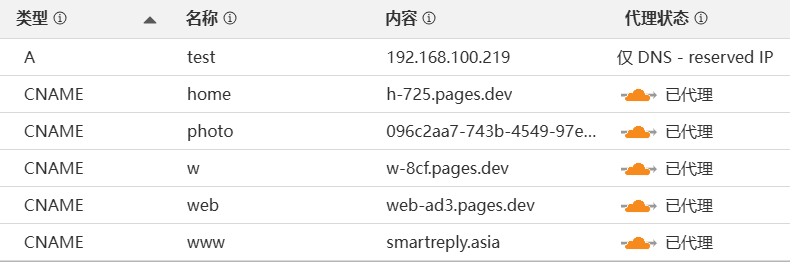 类型 名称 内容 代理状态
A test 192.168.100.219 仅 DNS - reserved IP
CNAME home h-725.pages.dev 已代理
CNAME photo 096c2aa7-743b-4549-97e... 已代理
CNAME w w-8cf.pages.dev 已代理
CNAME web web-ad3.pages.dev 已代理
CNAME www smartreply.asia 已代理